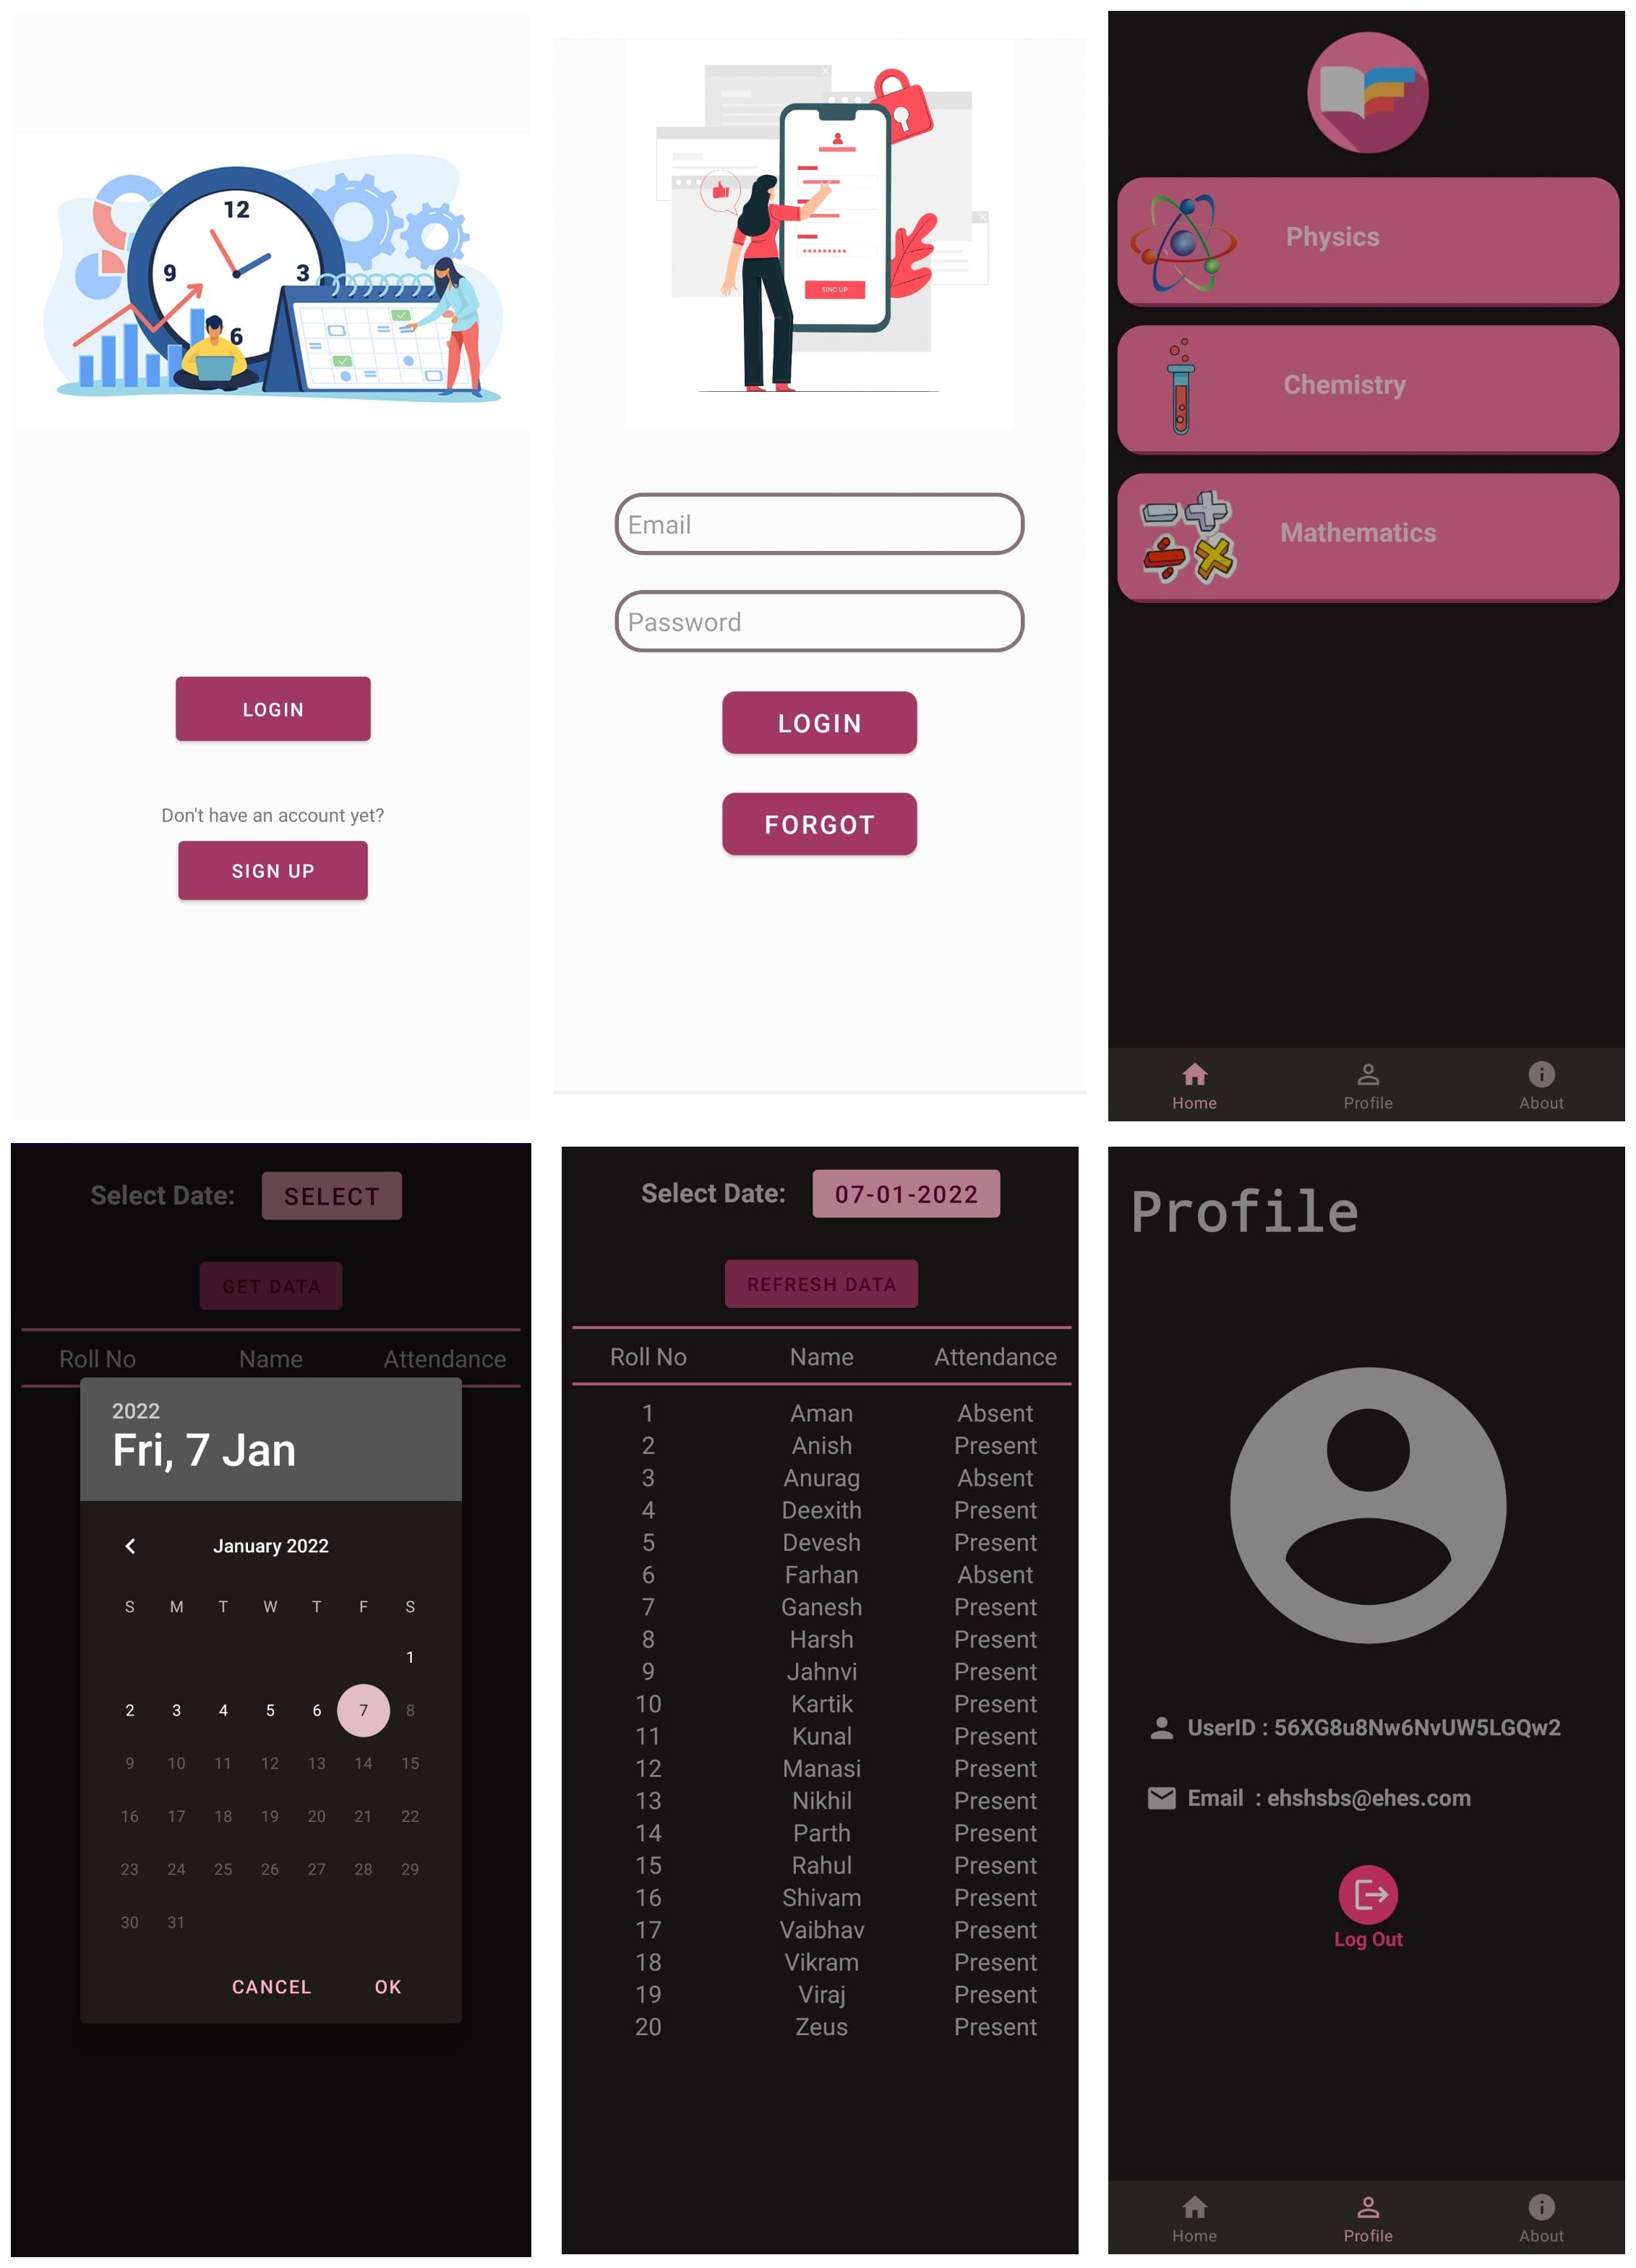 12
9
3
6
LOGIN
Don't have an account yet?
SIGN UP
SINC UP
Email
Password
LOGIN
FORGOT
Physics
Chemistry
Mathematics
Home Profile About
Select Date: SELECT
GET DATA
Roll No Name Attendance
2022
Fri, 7 Jan
January 2022
S M T W T F S
1
2 3 4 5 6 7 8
9 10 11 12 13 14 15
16 17 18 19 20 21 22
23 24 25 26 27 28 29
30 31
CANCEL OK
Select Date: 07-01-2022
REFRESH DATA
Roll No Name Attendance
1 Aman Absent
2 Anish Present
3 Anurag Absent
4 Deexith Present
5 Devesh Present
6 Farhan Absent
7 Ganesh Present
8 Harsh Present
9 Jahnvi Present
10 Kartik Present
11 Kunal Present
12 Manasi Present
13 Nikhil Present
14 Parth Present
15 Rahul Present
16 Shivam Present
17 Vaibhav Present
18 Vikram Present
19 Viraj Present
20 Zeus Present
Profile
UserID : 56XG8u8Nw6NvUW5LGQw2
Email : ehshsbs@ehes.com
Log Out
Home Profile About